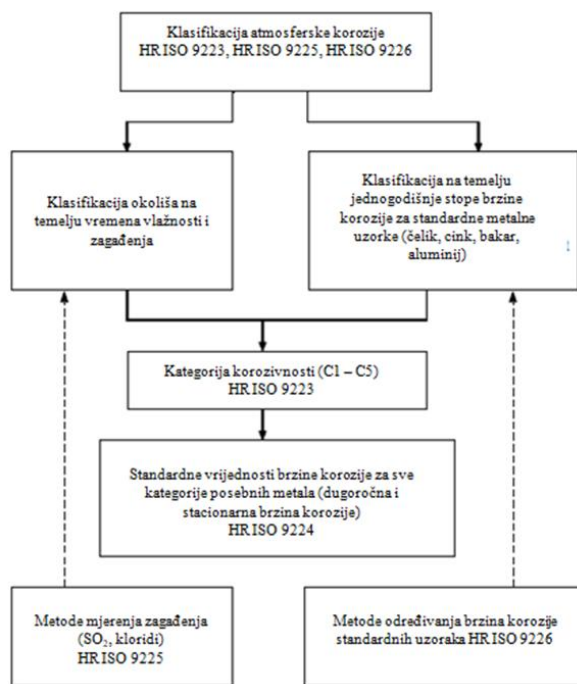 Klasifikacija atmosferske korozije
HR ISO 9223, HR ISO 9225, HR ISO 9226
Klasifikacija okoliša na
temelju vremena vlažnosti i
zagađenja
Klasifikacija na temelju
jednogodišnje stope brzine
korozije za standardne metalne
uzorke (čelik, cink, bakar,
aluminij)
Kategorija korozivnosti (C1 – C5)
HR ISO 9223
Standardne vrijednosti brzine korozije za sve
kategorije posebnih metala (dugoročna i
stacionarna brzina korozije)
HR ISO 9224
Metode mjerenja zagađenja
(SO₂, kloridi)
HR ISO 9225
Metode određivanja brzina korozije
standardnih uzoraka HR ISO 9226